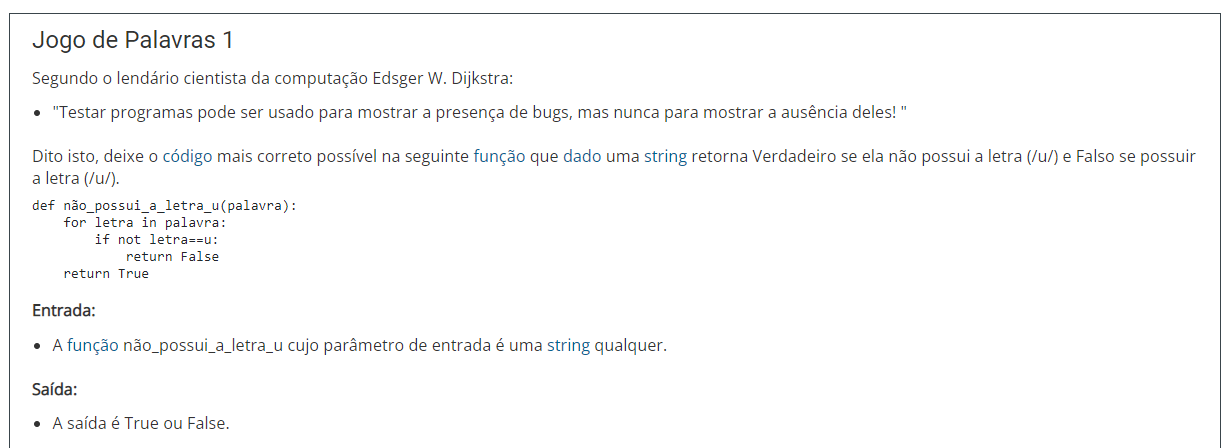 Jogo de Palavras 1
Segundo o lendário cientista da computação Edsger W. Dijkstra:
• "Testar programas pode ser usado para mostrar a presença de bugs, mas nunca para mostrar a ausência deles! "
Dito isto, deixe o código mais correto possível na seguinte função que dado uma string retorna Verdadeiro se ela não possui a letra (/u/) e Falso se possuir
a letra (/u/).
def não_possui_a_letra_u(palavra):
    for letra in palavra:
        if not letra==u:
            return False
    return True
Entrada:
• A função não_possui_a_letra_u cujo parâmetro de entrada é uma string qualquer.
Saída:
• A saída é True ou False.